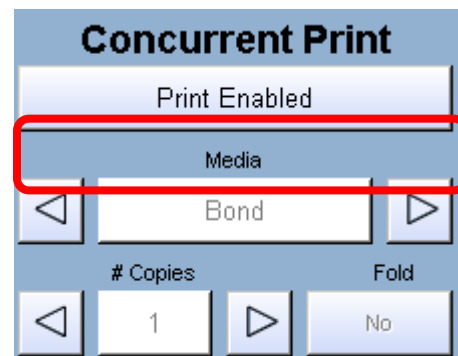 Concurrent Print
Print Enabled
Media
Bond
# Copies Fold
1 No